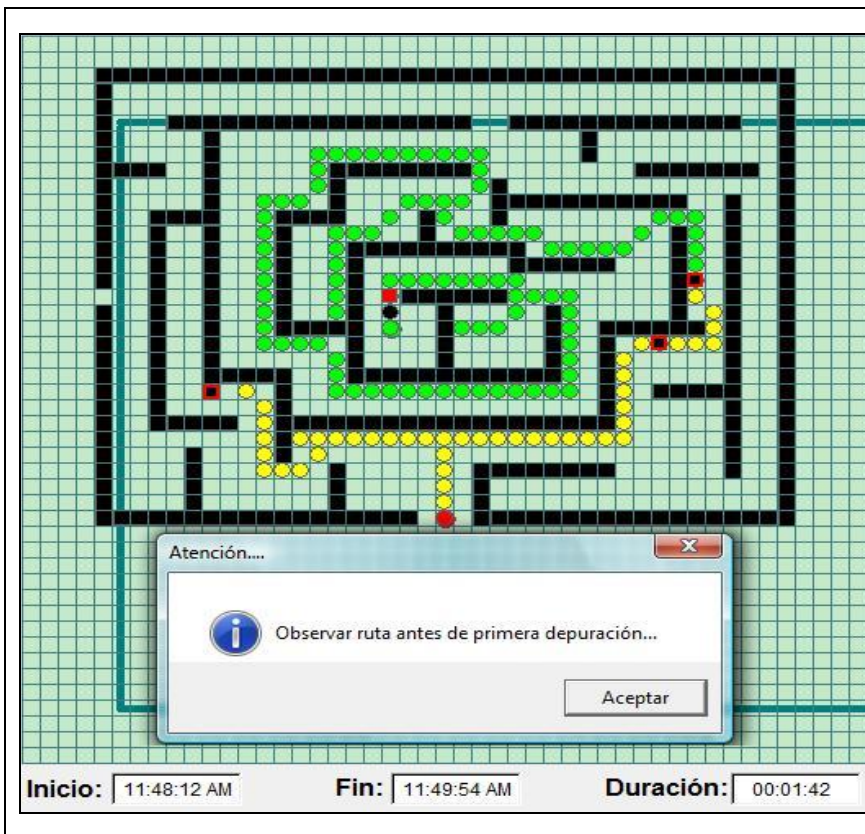 Atención....
Observar ruta antes de primera depuración...
Aceptar
Inicio: 11:48:12 AM Fin: 11:49:54 AM Duración: 00:01:42